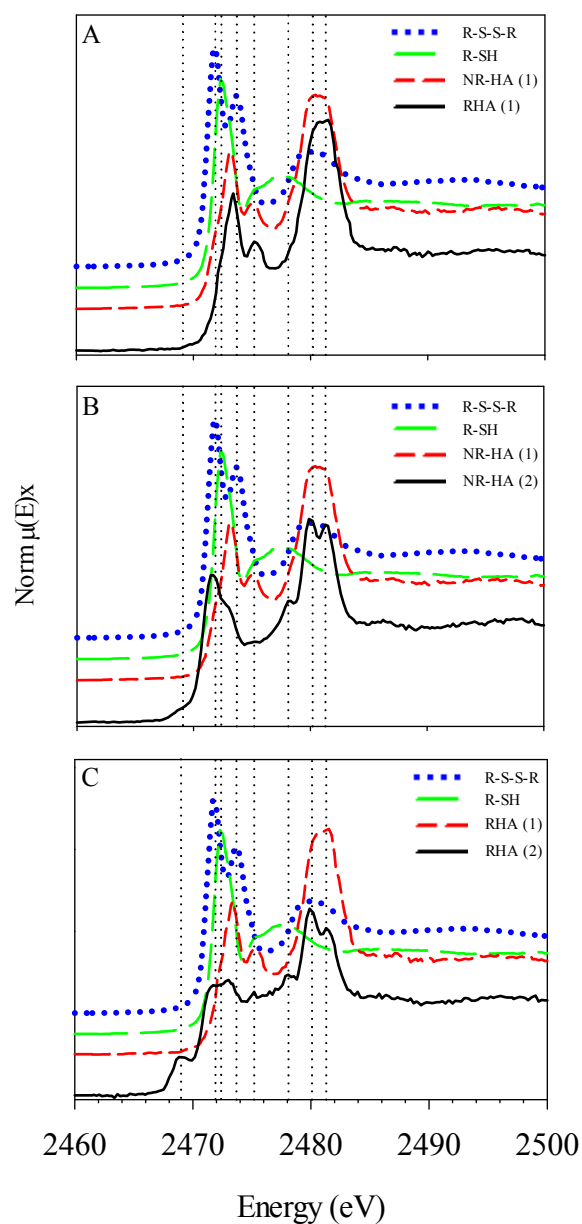 A
R-S-S-R
R-SH
NR-HA (1)
RHA (1)
B
R-S-S-R
R-SH
NR-HA (1)
NR-HA (2)
Norm μ(E)x
C
R-S-S-R
R-SH
RHA (1)
RHA (2)
2460 2470 2480 2490 2500
Energy (eV)